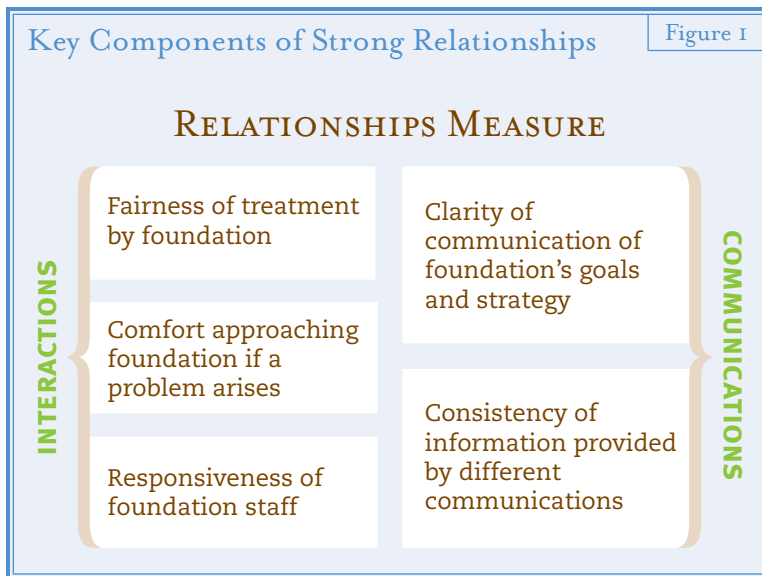 Key Components of Strong Relationships
Figure 1
RELATIONSHIPS MEASURE
INTERACTIONS
Fairness of treatment
by foundation
Comfort approaching
foundation if a
problem arises
Responsiveness of
foundation staff
Clarity of
communication of
foundation’s goals
and strategy
Consistency of
information provided
by different
communications
COMMUNICATIONS